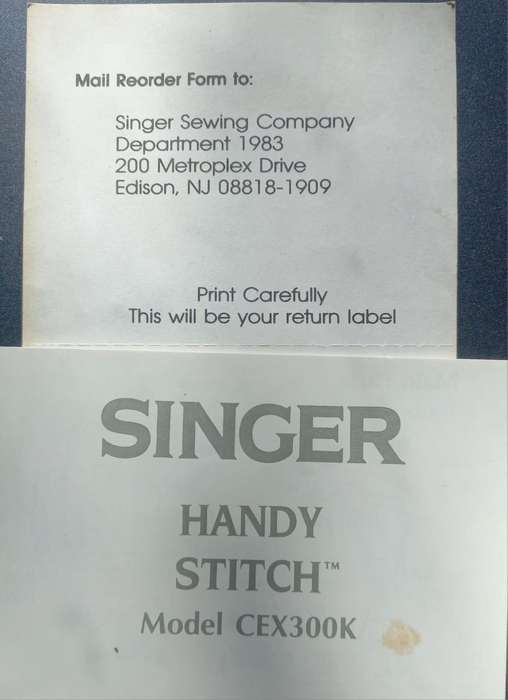 Mail Reorder Form to:
Singer Sewing Company
Department 1983
200 Metroplex Drive
Edison, NJ 08818-1909
Print Carefully
This will be your return label
SINGER
HANDY
STITCH™
Model CEX300K